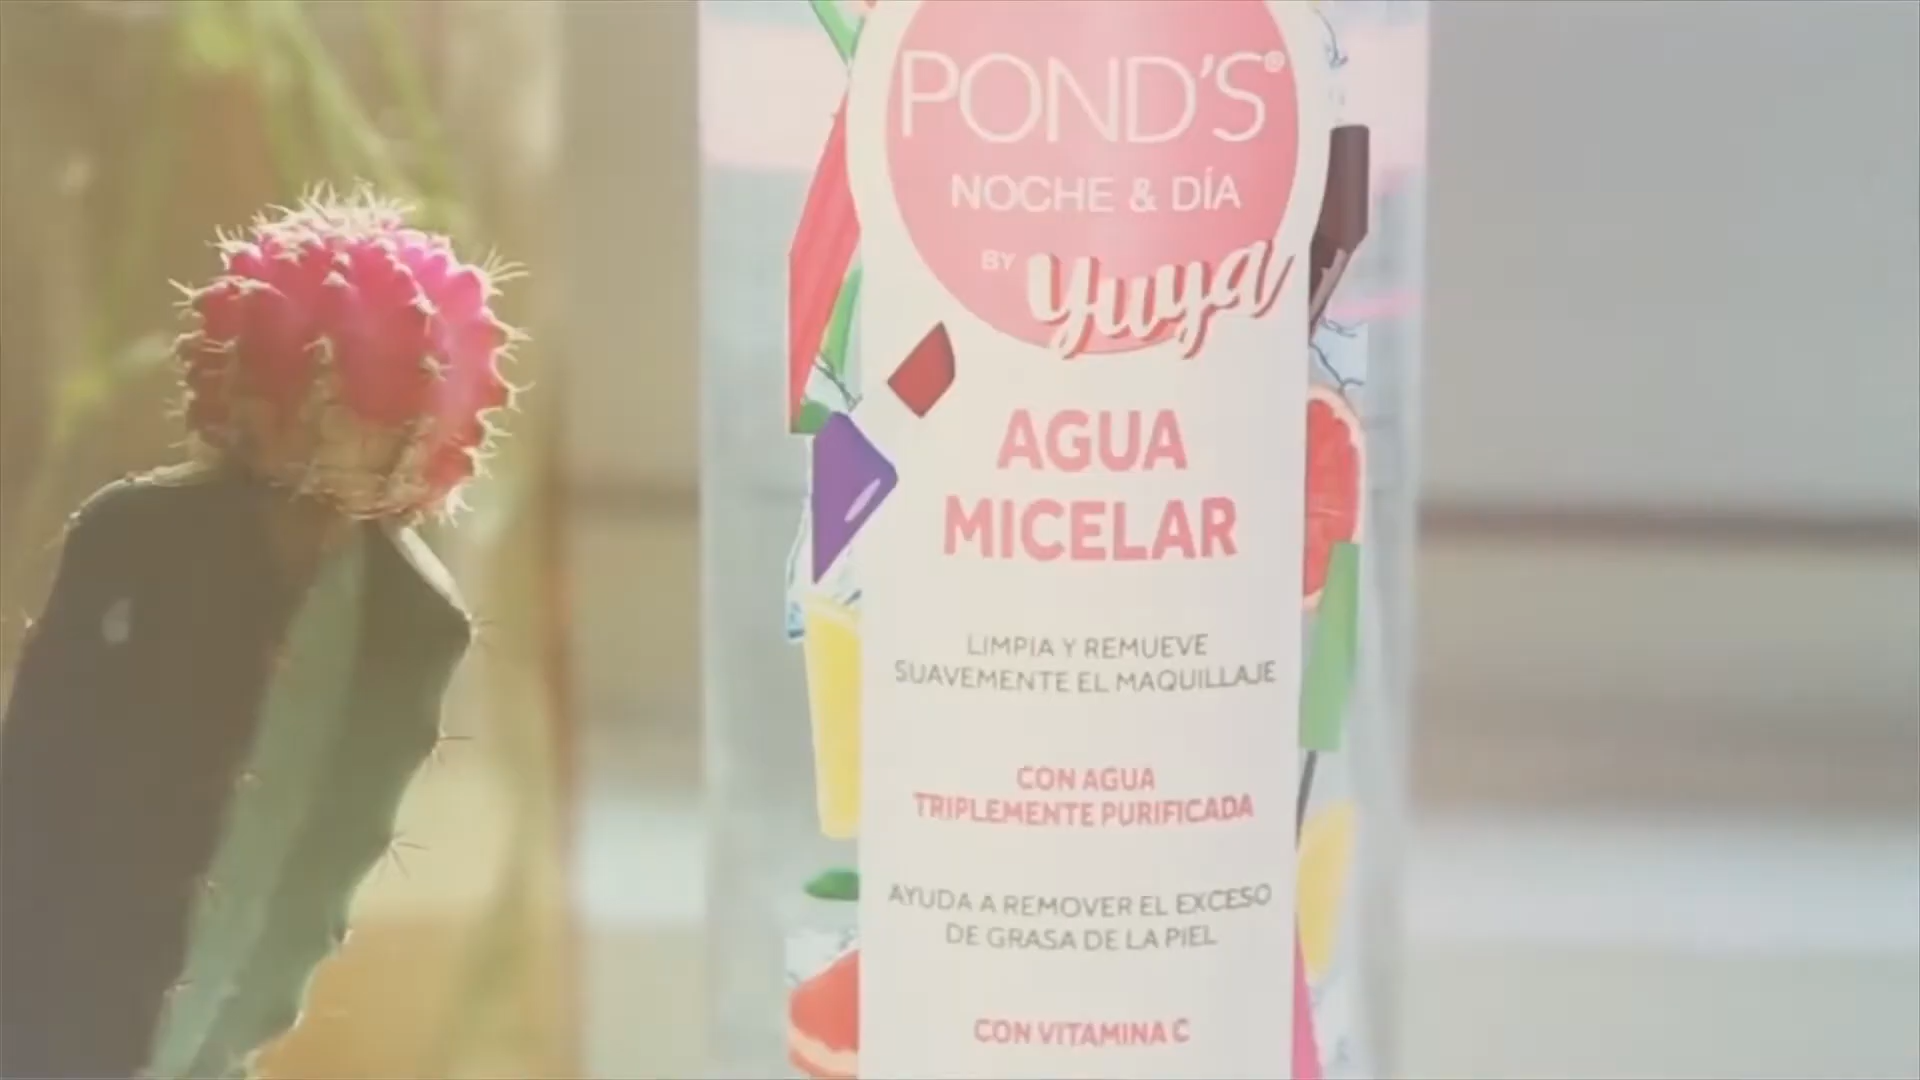 POND'S®
NOCHE & DÍA
BY Yuya
AGUA
MICELAR
LIMPIA Y REMUEVE
SUAVEMENTE EL MAQUILLAJE
CON AGUA
TRIPLEMENTE PURIFICADA
AYUDA A REMOVER EL EXCESO
DE GRASA DE LA PIEL
CON VITAMINA C